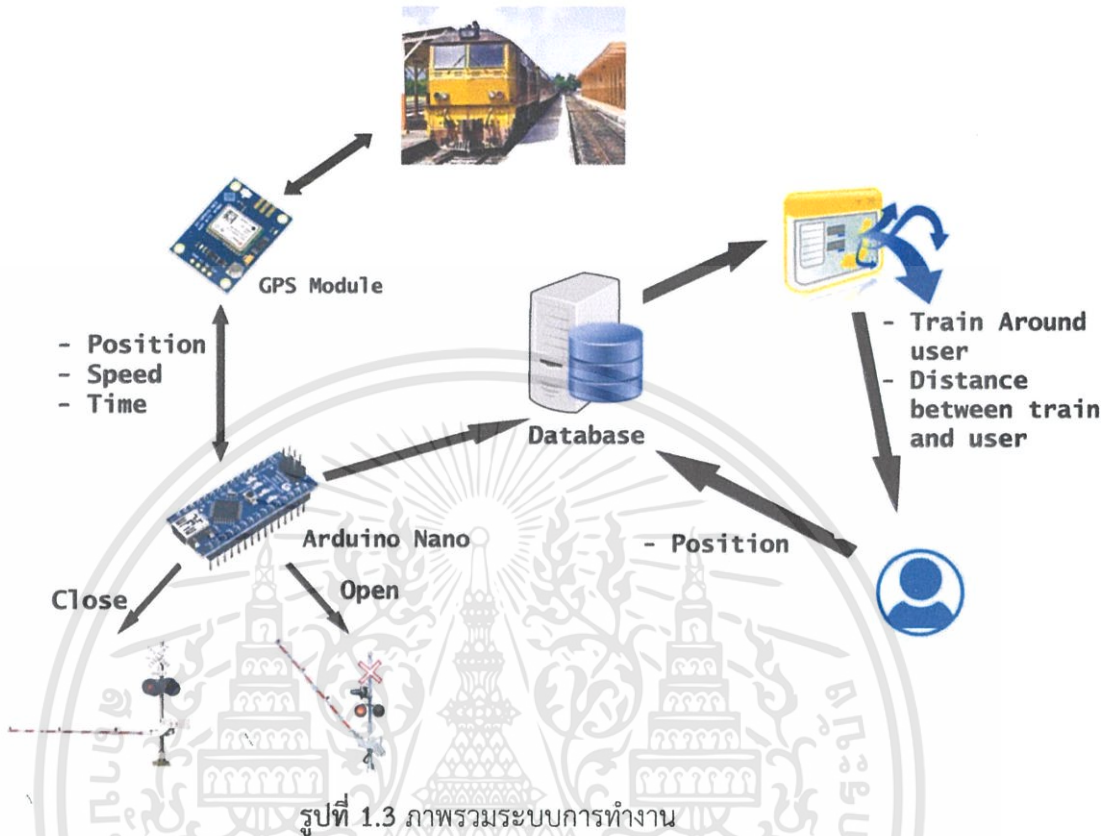 GPS Module
- Position
- Speed
- Time
- Train Around
user
- Distance
between train
and user
Database
Arduino Nano
- Position
Close
Open
รูปที่ 1.3 ภาพรวมระบบการทำงาน